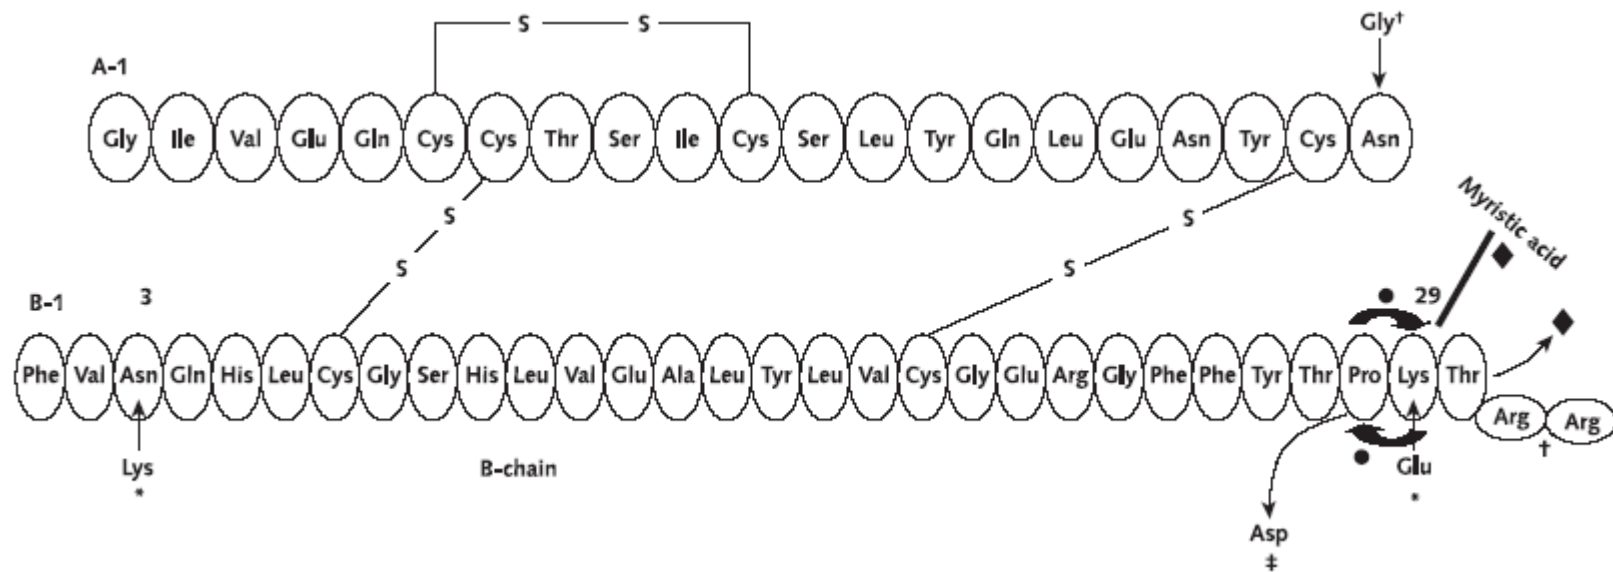 S S
Gly†
A-1
Gly Ile Val Glu Gln Cys Cys Thr Ser Ile Cys Ser Leu Tyr Gln Leu Glu Asn Tyr Cys Asn
S S
Myristic acid ◆
S S
B-1 3 ● 29
◆
Phe Val Asn Gln His Leu Cys Gly Ser His Leu Val Glu Ala Leu Tyr Leu Val Cys Gly Glu Arg Gly Phe Phe Tyr Thr Pro Lys Thr
Arg Arg
†
Lys B-chain ● Glu
* *
Asp
‡